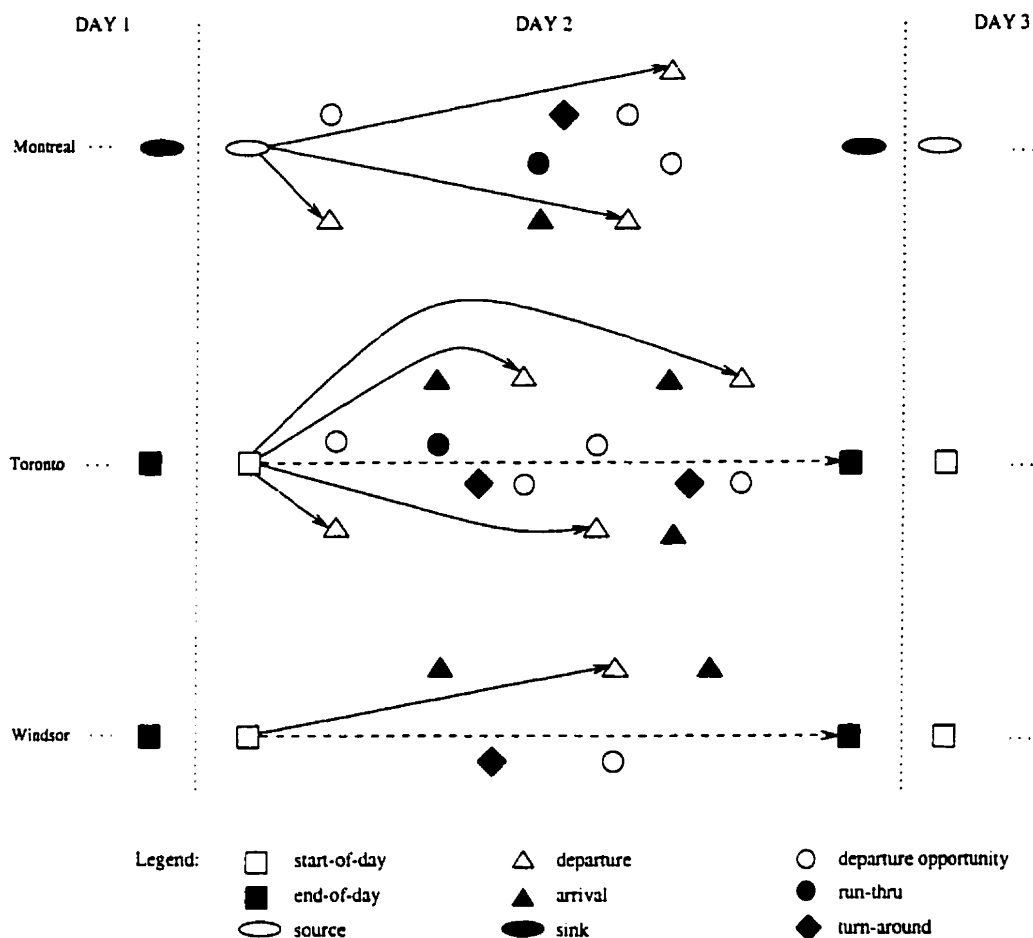 DAY 1 DAY 2 DAY 3
Montreal ... ...
Toronto ... ...
Windsor ... ...
Legend: start-of-day departure departure opportunity
end-of-day arrival run-thru
source sink turn-around